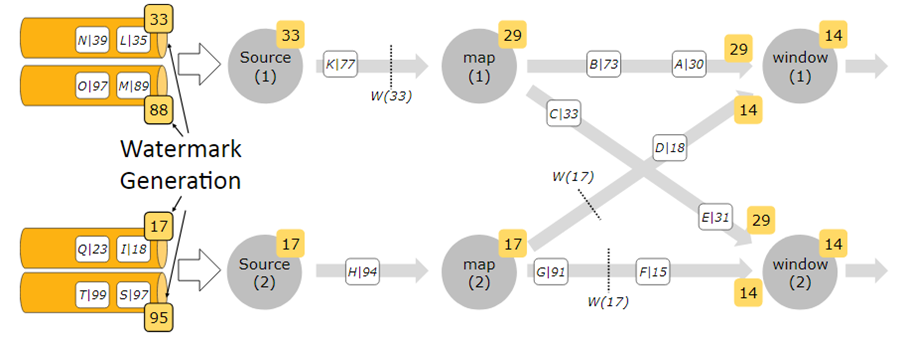 33
N|39
L|35
O|97
M|89
88
Source
(1)
33
K|77
W(33)
map
(1)
29
B|73
A|30
29
window
(1)
14
C|33
14
D|18
Watermark
Generation
W(17)
17
Q|23
I|18
T|99
S|97
95
Source
(2)
17
H|94
map
(2)
17
E|31
29
G|91
F|15
W(17)
14
window
(2)
14